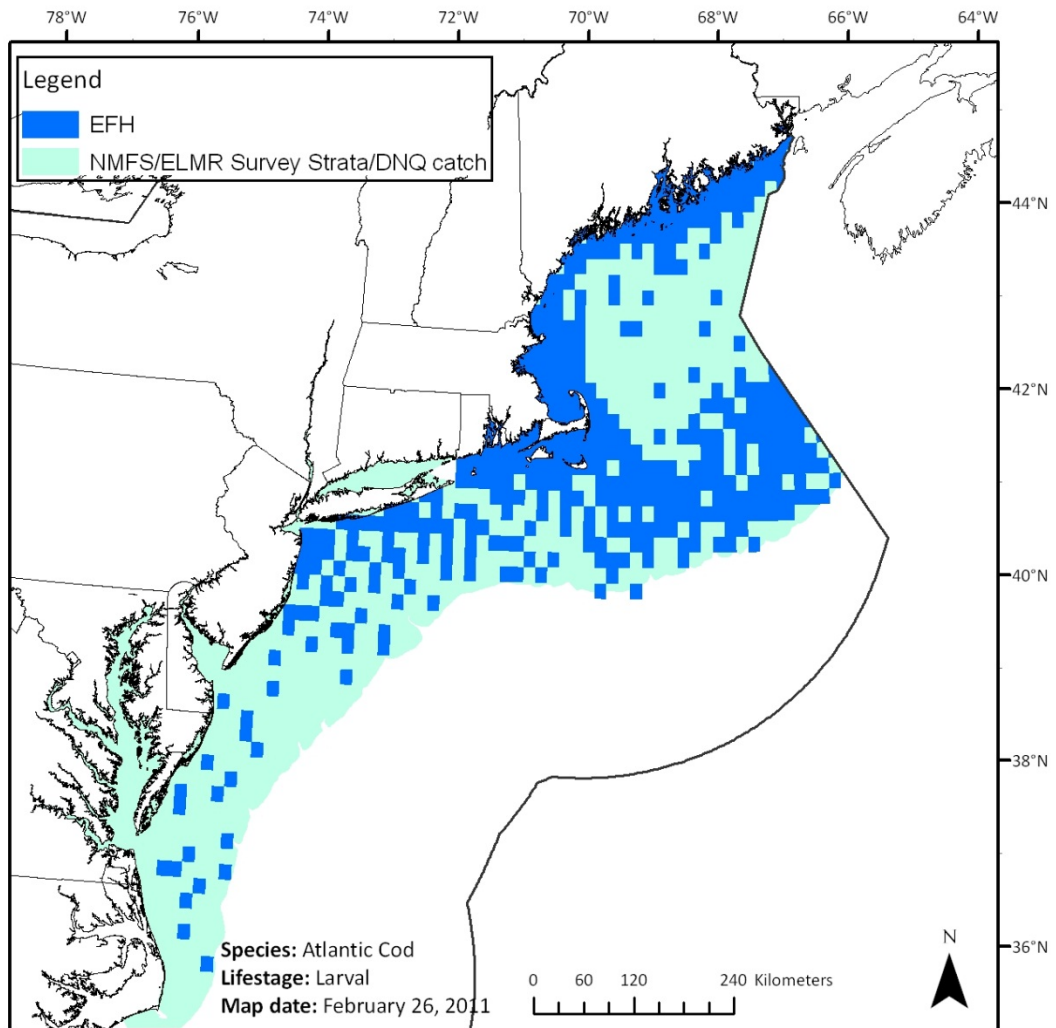 78°W 76°W 74°W 72°W 70°W 68°W 66°W 64°W
Legend
EFH
NMFS/ELMR Survey Strata/DNQ catch
44°N
42°N
40°N
38°N
36°N
Species: Atlantic Cod
Lifestage: Larval
Map date: February 26, 2011
0 60 120 240 Kilometers
N